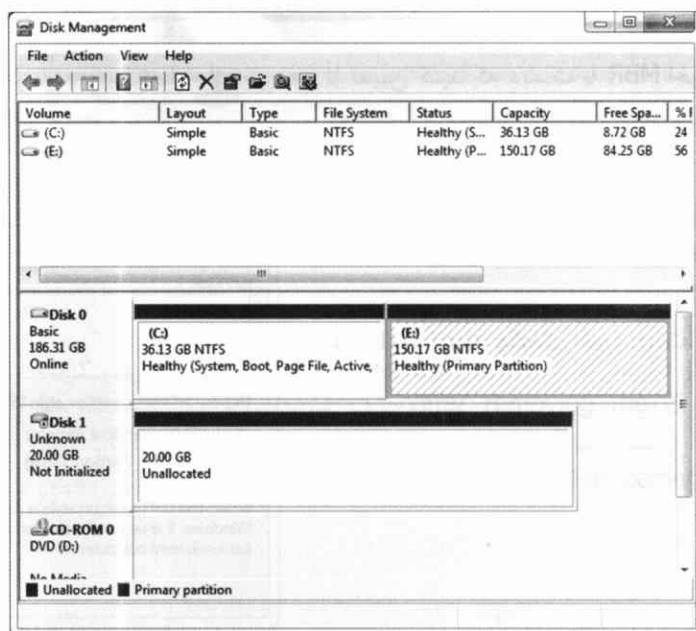 Disk Management
File Action View Help
Volume Layout Type File System Status Capacity Free Spa... % F
(C:) Simple Basic NTFS Healthy (S... 36.13 GB 8.72 GB 24
(E:) Simple Basic NTFS Healthy (P... 150.17 GB 84.25 GB 56
Disk 0
Basic
186.31 GB
Online
(C:)
36.13 GB NTFS
Healthy (System, Boot, Page File, Active,
(E:)
150.17 GB NTFS
Healthy (Primary Partition)
Disk 1
Unknown
20.00 GB
Not Initialized
20.00 GB
Unallocated
CD-ROM 0
DVD (D:)
No Media
Unallocated Primary partition